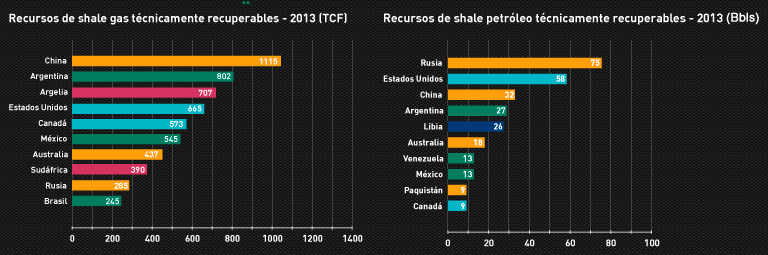 **
Recursos de shale gas técnicamente recuperables - 2013 (TCF)
China 1115
Argentina 802
Argelia 707
Estados Unidos 665
Canadá 573
México 545
Australia 437
Sudáfrica 390
Rusia 285
Brasil 245
0 200 400 600 800 1000 1200 1400
Recursos de shale petróleo técnicamente recuperables - 2013 (Bbls)
Rusia 75
Estados Unidos 58
China 32
Argentina 27
Libia 26
Australia 18
Venezuela 13
México 13
Paquistán 9
Canadá 9
0 20 40 60 80 100